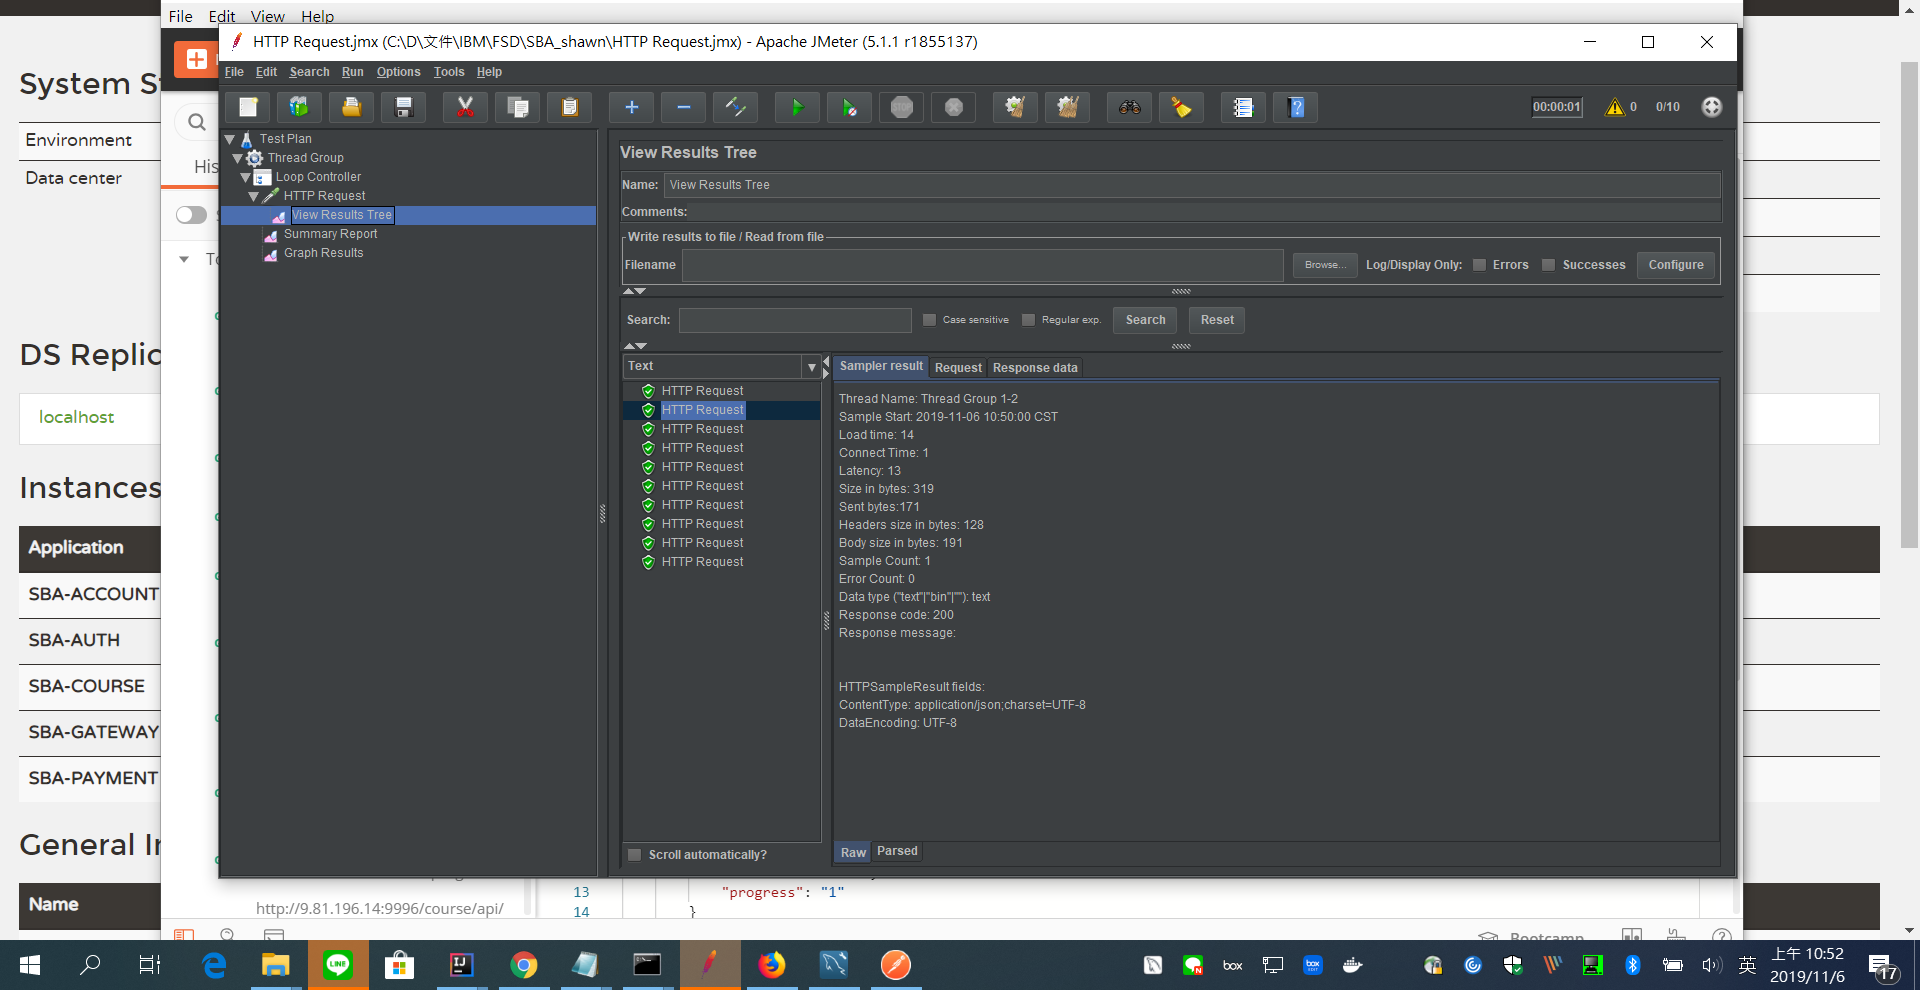 File Edit View Help
HTTP Request.jmx (C:\D\文件\IBM\FSD\SBA_shawn\HTTP Request.jmx) - Apache JMeter (5.1.1 r1855137)
File Edit Search Run Options Tools Help
00:00:01 0 0/10
System
Environment
Data center
DS Replic
localhost
Instances
Application
SBA-ACCOUNT
SBA-AUTH
SBA-COURSE
SBA-GATEWAY
SBA-PAYMENT
General
Name
His
Test Plan
Thread Group
Loop Controller
HTTP Request
View Results Tree
Summary Report
Graph Results
View Results Tree
Name: View Results Tree
Comments:
Write results to file / Read from file
Filename Browse... Log/Display Only: Errors Successes Configure
Search: Case sensitive Regular exp. Search Reset
Text
HTTP Request
HTTP Request
HTTP Request
HTTP Request
HTTP Request
HTTP Request
HTTP Request
HTTP Request
HTTP Request
HTTP Request
Scroll automatically?
Sampler result Request Response data
Thread Name: Thread Group 1-2
Sample Start: 2019-11-06 10:50:00 CST
Load time: 14
Connect Time: 1
Latency: 13
Size in bytes: 319
Sent bytes:171
Headers size in bytes: 128
Body size in bytes: 191
Sample Count: 1
Error Count: 0
Data type ("text"|"bin"|""): text
Response code: 200
Response message:
HTTPSampleResult fields:
ContentType: application/json;charset=UTF-8
DataEncoding: UTF-8
Raw Parsed
13 "progress": "1"
14 }
http://9.81.196.14:9996/course/api/
Bootcamp
LINE
box
box
英
上午 10:52
2019/11/6
17